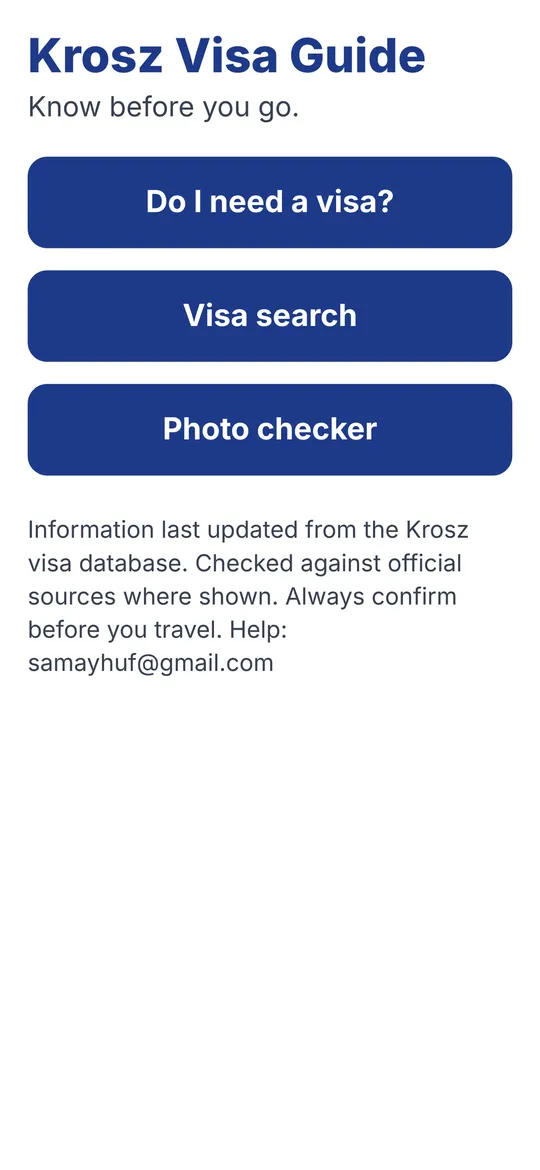 Krosz Visa Guide
Know before you go.
Do I need a visa?
Visa search
Photo checker
Information last updated from the Krosz
visa database. Checked against official
sources where shown. Always confirm
before you travel. Help:
samayhuf@gmail.com